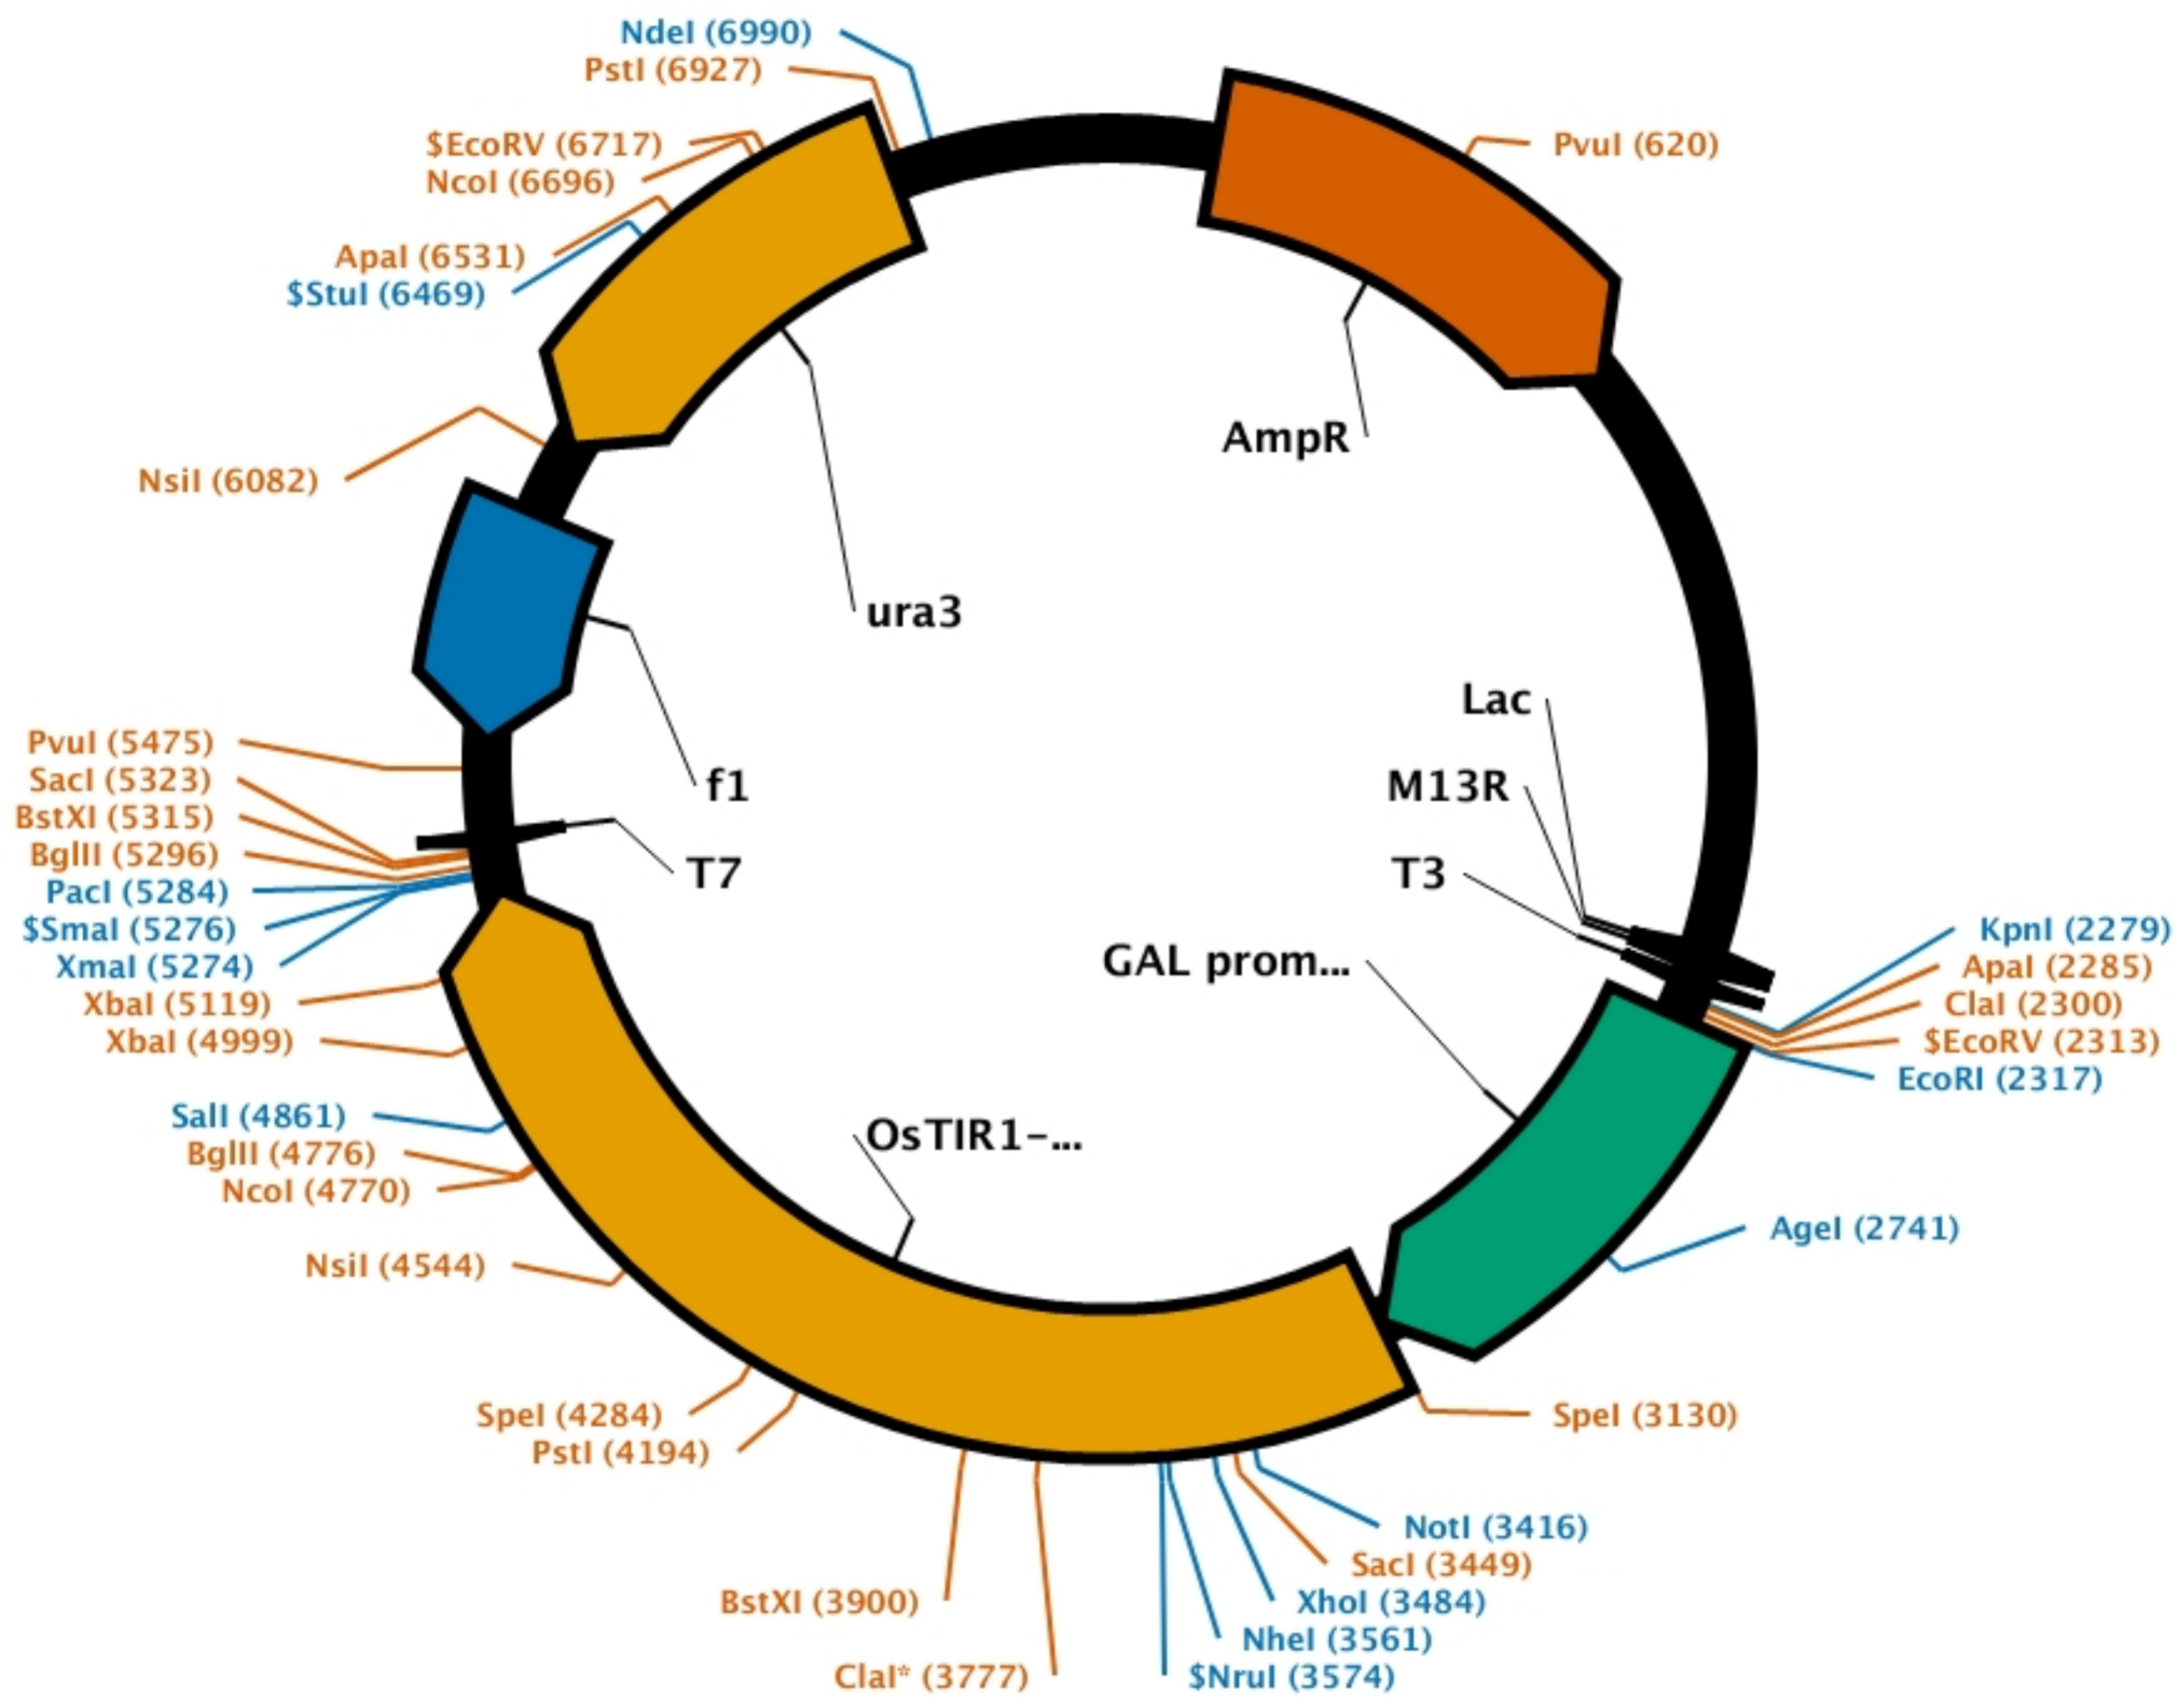 NdeI (6990)
PstI (6927)
$EcoRV (6717)
NcoI (6696)
ApaI (6531)
$StuI (6469)
NsiI (6082)
PvuI (5475)
SacI (5323)
BstXI (5315)
BglII (5296)
PacI (5284)
$SmaI (5276)
XmaI (5274)
XbaI (5119)
XbaI (4999)
SalI (4861)
BglII (4776)
NcoI (4770)
NsiI (4544)
SpeI (4284)
PstI (4194)
BstXI (3900)
ClaI* (3777)
PvuI (620)
AmpR
ura3
f1
T7
Lac
M13R
T3
GAL prom...
OsTIR1-...
KpnI (2279)
ApaI (2285)
ClaI (2300)
$EcoRV (2313)
EcoRI (2317)
AgeI (2741)
SpeI (3130)
NotI (3416)
SacI (3449)
XhoI (3484)
NheI (3561)
$NruI (3574)